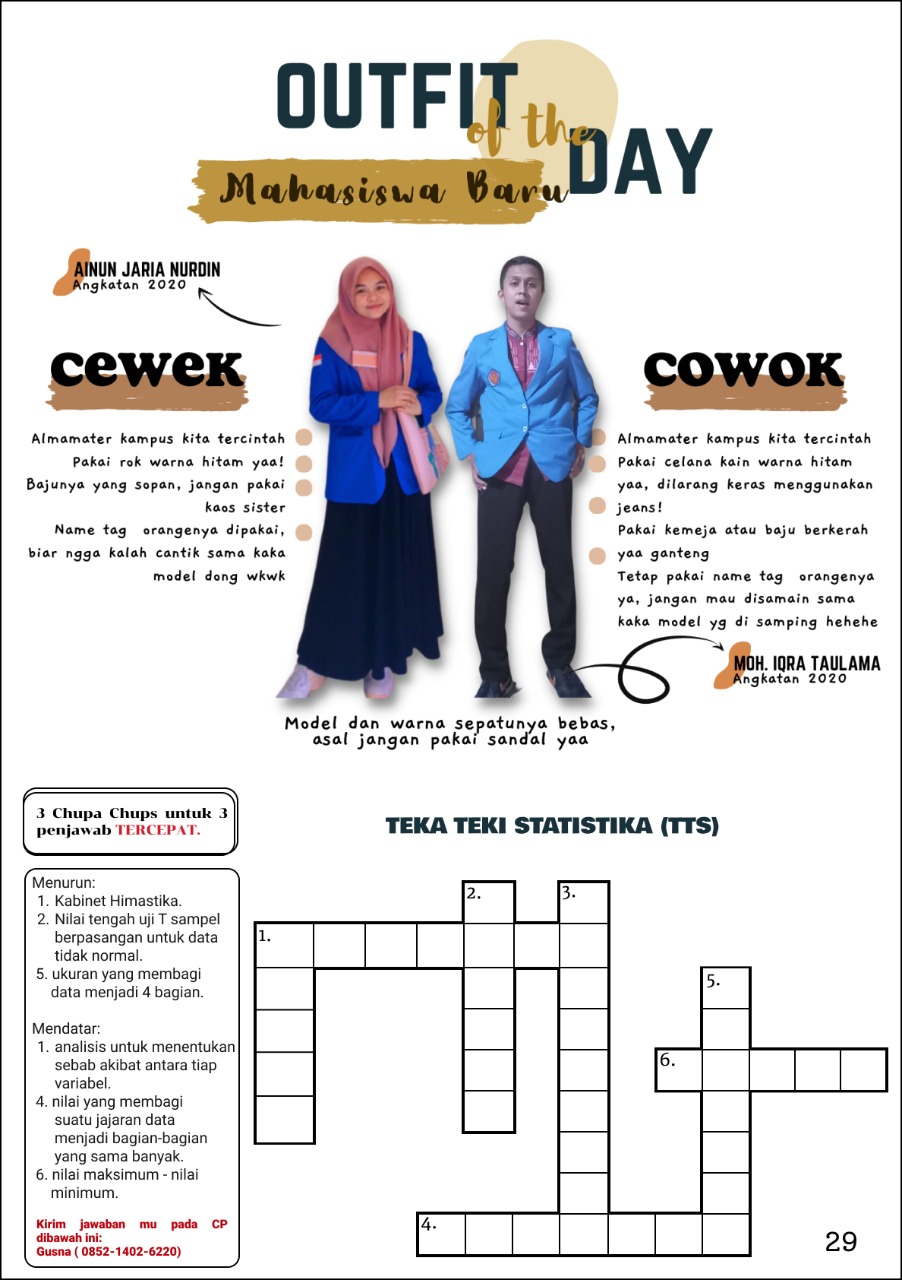 OUTFIT
of the
DAY
Mahasiswa Baru
AINUN JARIA NURDIN
Angkatan 2020
cewek
Almamater kampus kita tercintah
Pakai rok warna hitam yaa!
Bajunya yang sopan, jangan pakai
kaos sister
Name tag orangenya dipakai,
biar ngga kalah cantik sama kaka
model dong wkwk
cowok
Almamater kampus kita tercintah
Pakai celana kain warna hitam
yaa, dilarang keras menggunakan
jeans!
Pakai kemeja atau baju berkerah
yaa ganteng
Tetap pakai name tag orangenya
ya, jangan mau disamain sama
kaka model yg di samping hehehe
MOH. IQRA TAULAMA
Angkatan 2020
Model dan warna sepatunya bebas,
asal jangan pakai sandal yaa
3 Chupa Chups untuk 3
penjawab TERCEPAT.
TEKA TEKI STATISTIKA (TTS)
Menurun:
1. Kabinet Himastika.
2. Nilai tengah uji T sampel
berpasangan untuk data
tidak normal.
5. ukuran yang membagi
data menjadi 4 bagian.
Mendatar:
1. analisis untuk menentukan
sebab akibat antara tiap
variabel.
4. nilai yang membagi
suatu jajaran data
menjadi bagian-bagian
yang sama banyak.
6. nilai maksimum - nilai
minimum.
Kirim jawaban mu pada CP
dibawah ini:
Gusna ( 0852-1402-6220)
2.
3.
1.
5.
6.
4.
29